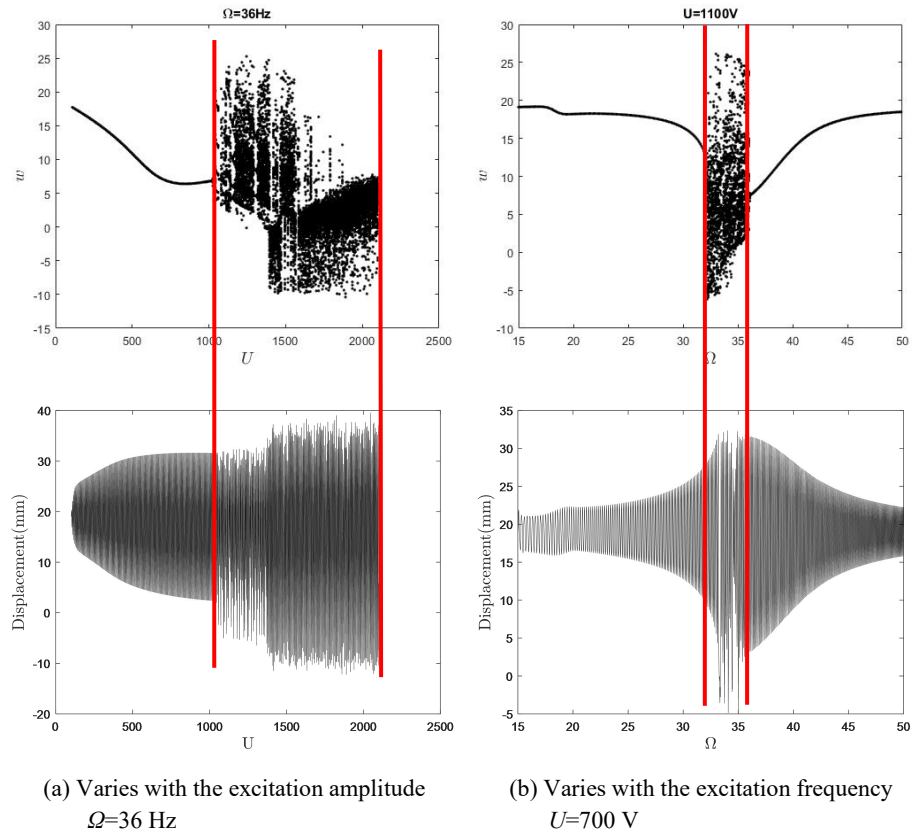 Ω=36Hz
30
25
20
15
10
5
0
-5
-10
-15
w
0 500 1000 1500 2000 2500
U
U=1100V
30
25
20
15
10
5
0
-5
-10
w
15 20 25 30 35 40 45 50
Ω
40
30
20
10
0
-10
-20
Displacement(mm)
0 500 1000 1500 2000 2500
U
35
30
25
20
15
10
5
0
-5
Displacement(mm)
15 20 25 30 35 40 45 50
Ω
(a) Varies with the excitation amplitude
Ω=36 Hz
(b) Varies with the excitation frequency
U=700 V